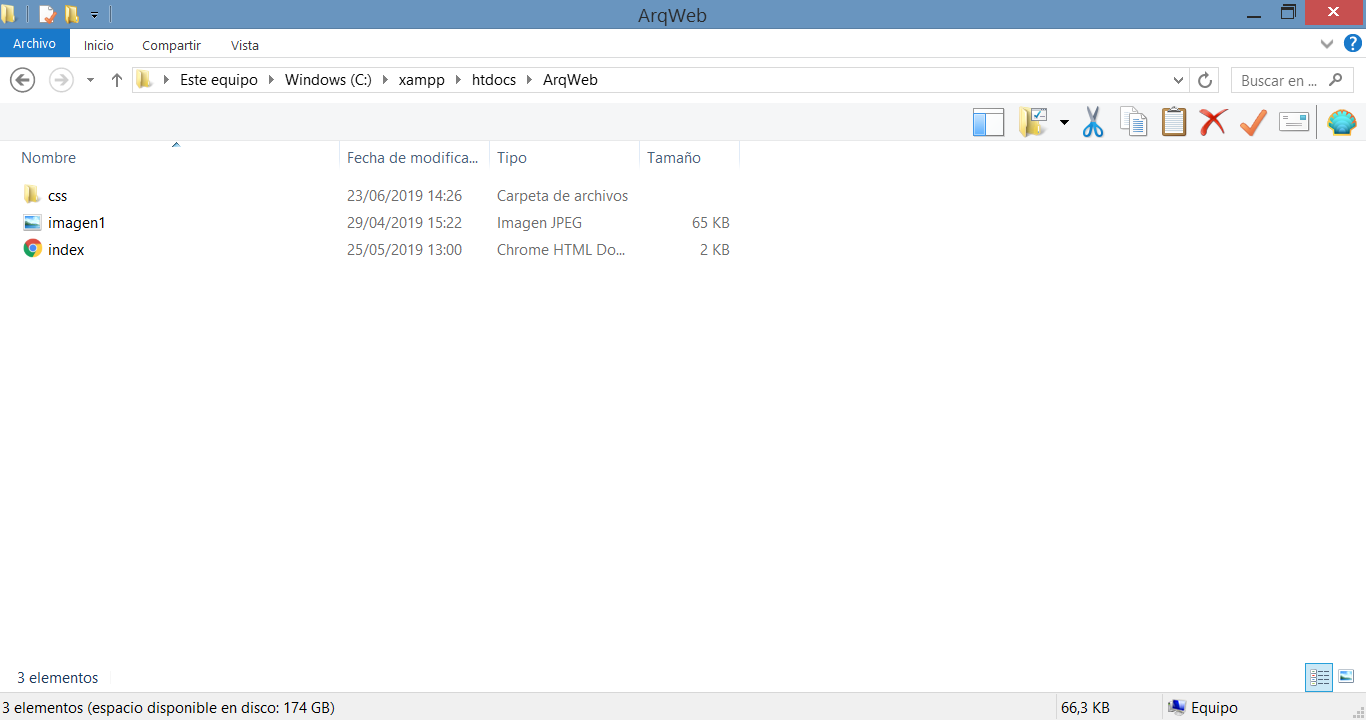 ArqWeb
Archivo Inicio Compartir Vista
Este equipo Windows (C:) xampp htdocs ArqWeb Buscar en ...
Nombre Fecha de modifica... Tipo Tamaño
css 23/06/2019 14:26 Carpeta de archivos
imagen1 29/04/2019 15:22 Imagen JPEG 65 KB
index 25/05/2019 13:00 Chrome HTML Do... 2 KB
3 elementos
3 elementos (espacio disponible en disco: 174 GB) 66,3 KB Equipo